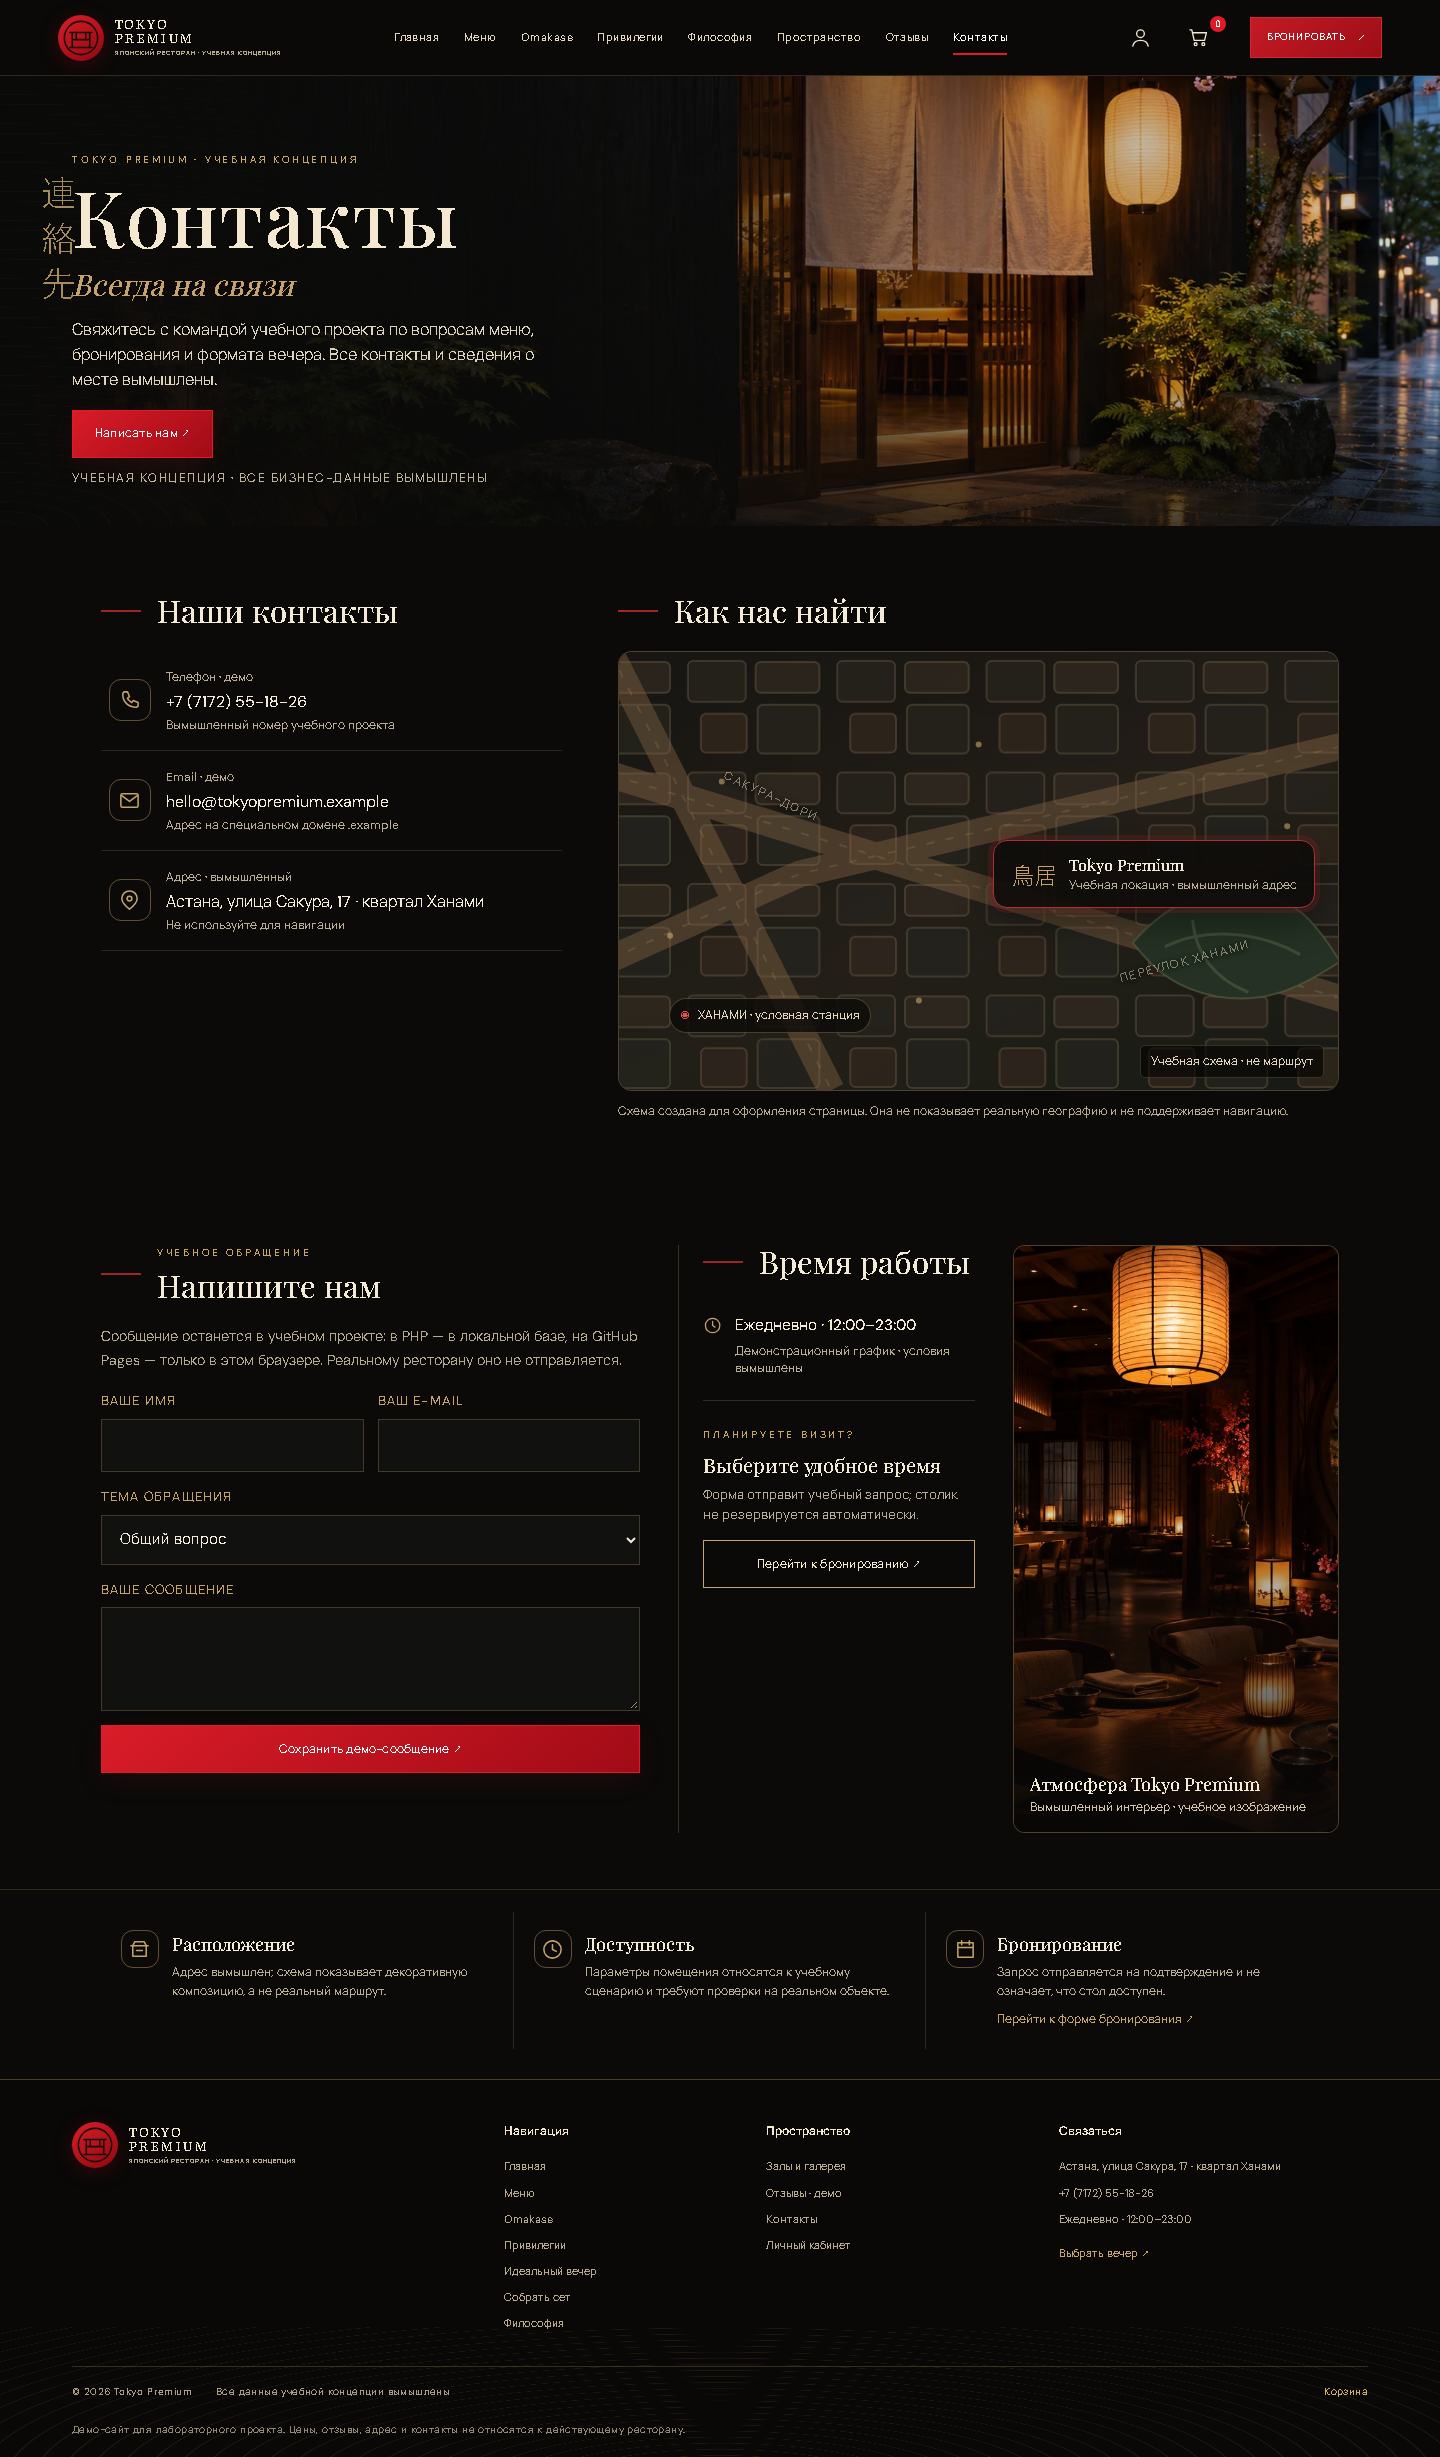 TOKYO
PREMIUM
ЯПОНСКИЙ РЕСТОРАН · УЧЕБНАЯ КОНЦЕПЦИЯ
Главная
Меню
Omakase
Привилегии
Философия
Пространство
Отзывы
Контакты
0
БРОНИРОВАТЬ ↗
TOKYO PREMIUM · УЧЕБНАЯ КОНЦЕПЦИЯ
連絡先
Контакты
Всегда на связи
Свяжитесь с командой учебного проекта по вопросам меню,
бронирования и формата вечера. Все контакты и сведения о
месте вымышлены.
Написать нам ↗
УЧЕБНАЯ КОНЦЕПЦИЯ · ВСЕ БИЗНЕС-ДАННЫЕ ВЫМЫШЛЕНЫ
Наши контакты
Телефон · демо
+7 (7172) 55-18-26
Вымышленный номер учебного проекта
Email · демо
hello@tokyopremium.example
Адрес на специальном домене .example
Адрес · вымышленный
Астана, улица Сакура, 17 · квартал Ханами
Не используйте для навигации
Как нас найти
САКУРА-ДОРИ
鳥居
Tokyo Premium
Учебная локация · вымышленный адрес
ПЕРЕУЛОК ХАНАМИ
ХАНАМИ · условная станция
Учебная схема · не маршрут
Схема создана для оформления страницы. Она не показывает реальную географию и не поддерживает навигацию.
УЧЕБНОЕ ОБРАЩЕНИЕ
Напишите нам
Сообщение останется в учебном проекте: в PHP — в локальной базе, на GitHub
Pages — только в этом браузере. Реальному ресторану оно не отправляется.
ВАШЕ ИМЯ
ВАШ E-MAIL
ТЕМА ОБРАЩЕНИЯ
Общий вопрос
ВАШЕ СООБЩЕНИЕ
Сохранить демо-сообщение ↗
Время работы
Ежедневно · 12:00–23:00
Демонстрационный график · условия
вымышлены
ПЛАНИРУЕТЕ ВИЗИТ?
Выберите удобное время
Форма отправит учебный запрос; столик
не резервируется автоматически.
Перейти к бронированию ↗
Атмосфера Tokyo Premium
Вымышленный интерьер · учебное изображение
Расположение
Адрес вымышлен; схема показывает декоративную
композицию, а не реальный маршрут.
Доступность
Параметры помещения относятся к учебному
сценарию и требуют проверки на реальном объекте.
Бронирование
Запрос отправляется на подтверждение и не
означает, что стол доступен.
Перейти к форме бронирования ↗
TOKYO
PREMIUM
ЯПОНСКИЙ РЕСТОРАН · УЧЕБНАЯ КОНЦЕПЦИЯ
Навигация
Главная
Меню
Omakase
Привилегии
Идеальный вечер
Собрать сет
Философия
Пространство
Залы и галерея
Отзывы · демо
Контакты
Личный кабинет
Связаться
Астана, улица Сакура, 17 · квартал Ханами
+7 (7172) 55-18-26
Ежедневно · 12:00–23:00
Выбрать вечер ↗
© 2026 Tokyo Premium
Все данные учебной концепции вымышлены
Корзина
Демо-сайт для лабораторного проекта. Цены, отзывы, адрес и контакты не относятся к действующему ресторану.